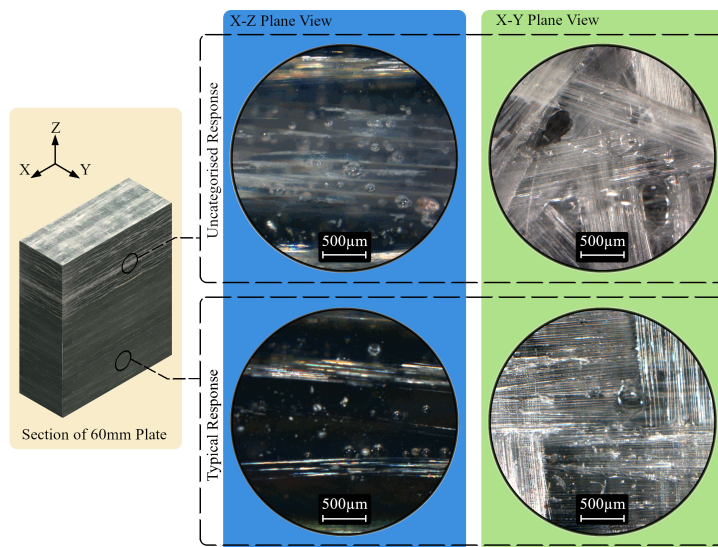 X-Z Plane View
X-Y Plane View
Z
X
Y
Uncategorised Response
500µm
500µm
Typical Response
500µm
500µm
Section of 60mm Plate